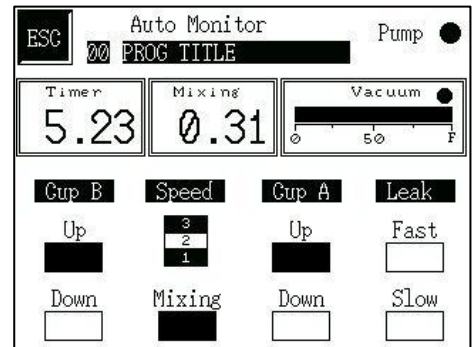 ESC
Auto Monitor
Pump
00 PROG TITLE
Timer
Mixing
Vacuum
5.23
0.31
0 50 F
Cup B
Speed
Cup A
Leak
Up
3
2
1
Up
Fast
Down
Mixing
Down
Slow